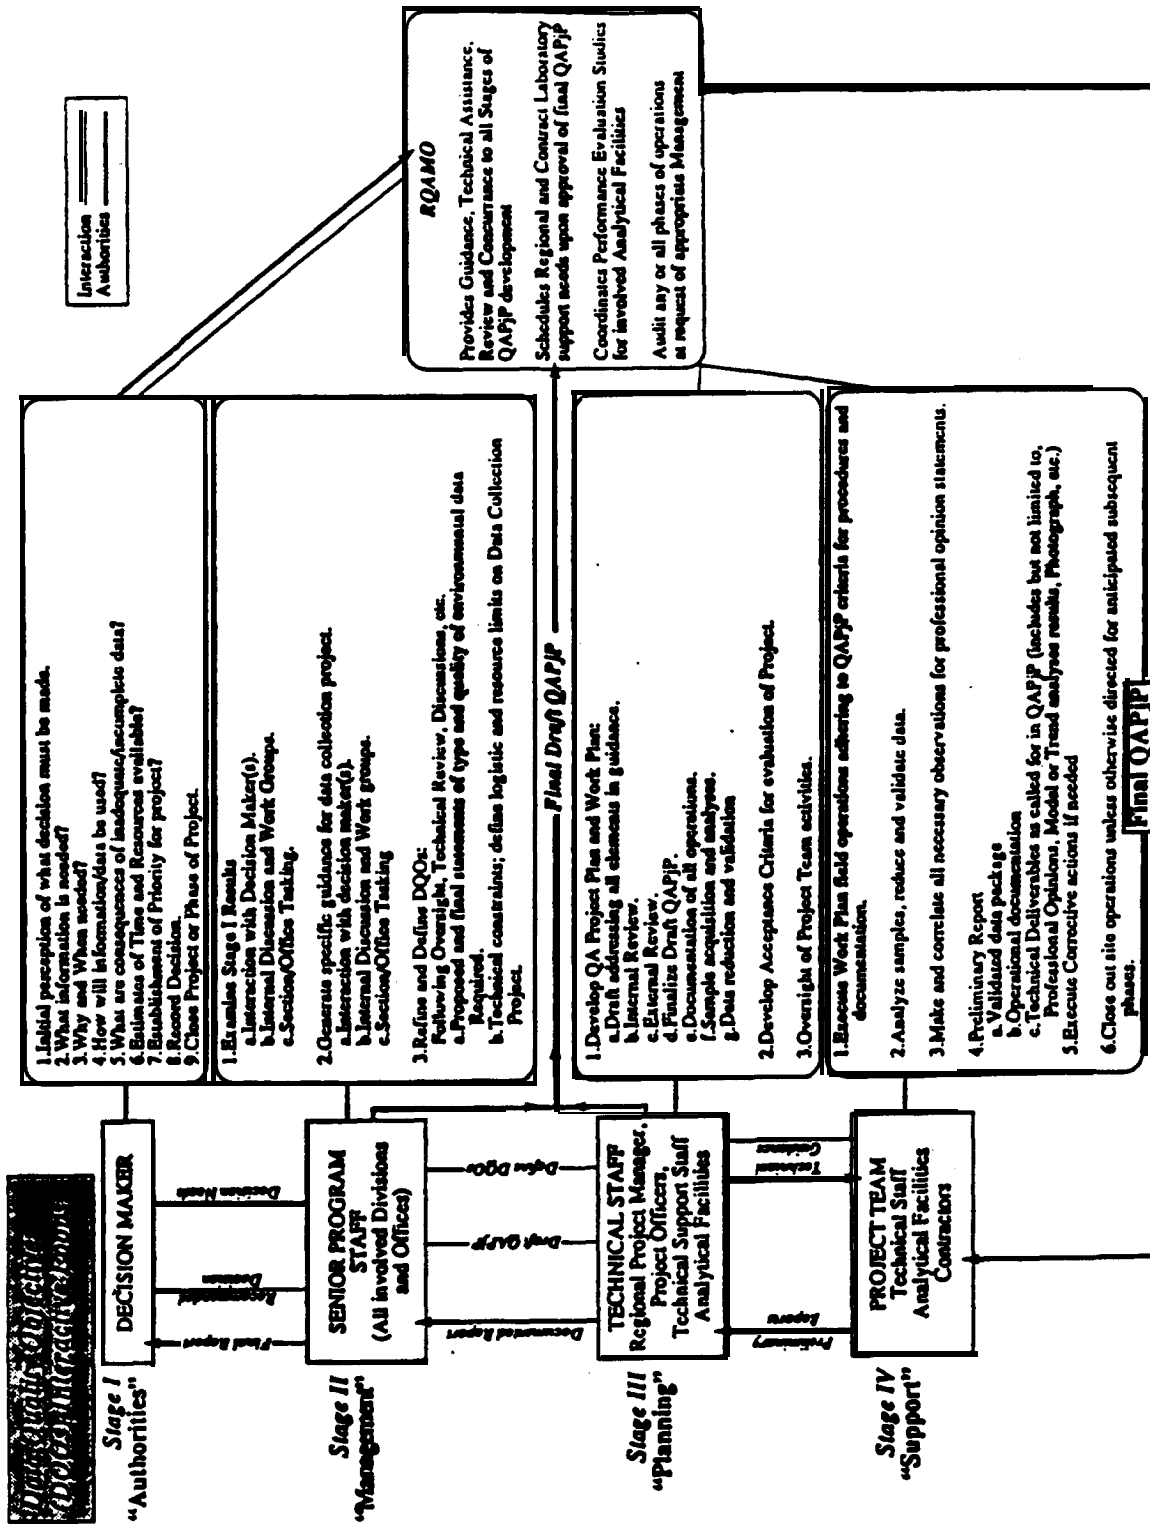 Data Quality Objective
Interaction
Authorities
Stage I
"Authorities"
DECISION MAKER
1.Initial perception of what decision must be made.
2.What information is needed?
3.Why and When needed?
4.How will information/data be used?
5.What are consequences of inadequate/incomplete data?
6.Estimates of Time and Resources available?
7.Establishment of Priority for project?
8.Record Decision.
9.Close Project or Phase of Project.
Final Report
Recommended
Decision
Decision Needs
Stage II
"Management"
SENIOR PROGRAM
STAFF
(All involved Divisions
and Offices)
1.Examine Stage I Results
a.Interaction with Decision Maker(s).
b.Internal Discussion and Work Groups.
c.Section/Office Tasking.
2.Generate specific guidance for data collection project.
a.Interaction with decision maker(s).
b.Internal Discussion and Work groups.
c.Section/Office Tasking
3.Refine and Define DQOs:
Following Oversight, Technical Review, Discussions, etc.
a.Proposed and final statements of type and quality of environmental data
Required.
b.Technical constraints; define logistic and resource limits on Data Collection
Project.
Documented Report
Draft QAPjP
Define DQOs
Final Draft QAPjP
RQAMO
Provides Guidance, Technical Assistance,
Review and Concurrance to all Stages of
QAPjP development
Schedules Regional and Contract Laboratory
support needs upon approval of final QAPjP
Coordinates Performance Evaluation Studies
for involved Analytical Facilities
Audit any or all phases of operations
at request of appropriate Management
Stage III
"Planning"
TECHNICAL STAFF
Regional Project Manager,
Project Officers,
Technical Support Staff
Analytical Facilities
1.Develop QA Project Plan and Work Plan:
a.Draft addressing all elements in guidance.
b.Internal Review.
c.External Review.
d.Finalize Draft QAPjP.
e.Documentation of all operations.
f.Sample acquisition and analyses.
g.Data reduction and validation
2.Develop Acceptance Criteria for evaluation of Project.
3.Overnight of Project Team activities.
Preliminary
Reports
Technical
Guidance
Stage IV
"Support"
PROJECT TEAM
Technical Staff
Analytical Facilities
Contractors
1.Execute Work Plan field operations adhering to QAPjP criteria for procedures and
documentation.
2.Analyze samples, reduce and validate data.
3.Make and correlate all necessary observations for professional opinion statements.
4.Preliminary Report
a.Validated data package
b.Operational documentation
c.Technical Deliverables as called for in QAPjP (includes but not limited to,
Professional Opinions, Model or Trend analyses results, Photograph, etc.)
5.Execute Corrective actions if needed
6.Close out site operations unless otherwise directed for anticipated subsequent
phases.
Final QAPjP